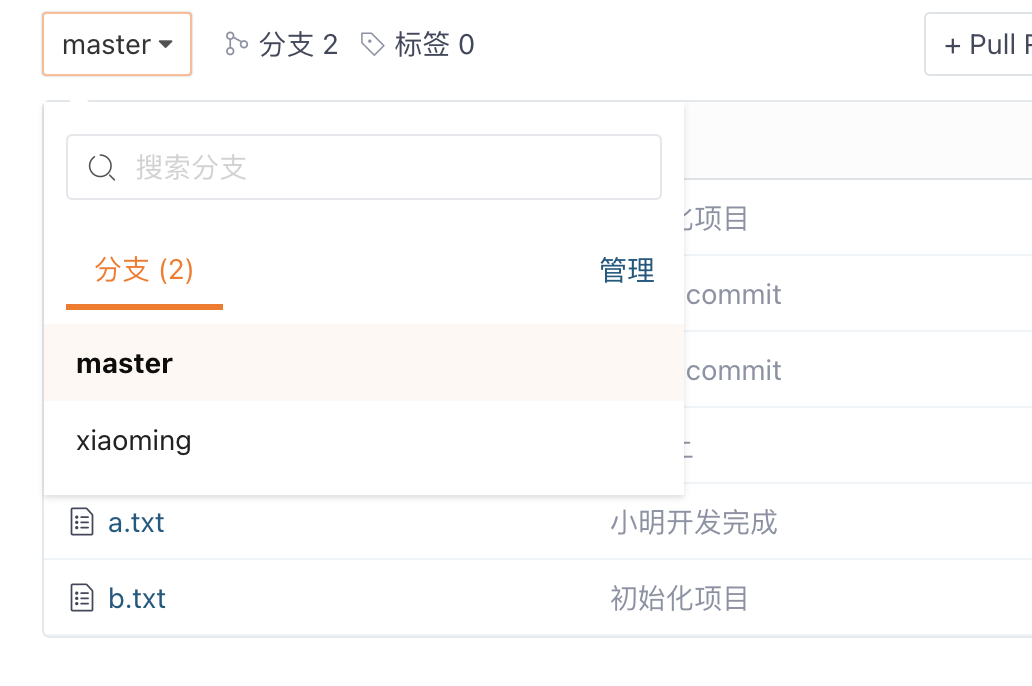 master 分支 2 标签 0 + Pull
搜索分支
化项目
分支 (2) 管理
commit
master
commit
xiaoming
a.txt 小明开发完成
b.txt 初始化项目